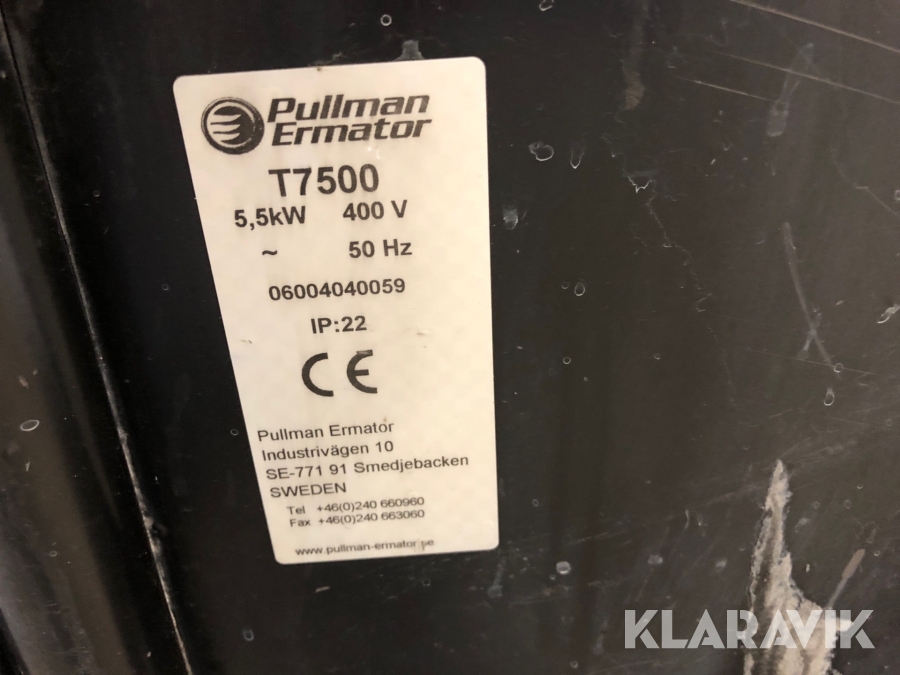 Pullman
Ermator
T7500
5,5kW 400 V
~ 50 Hz
06004040059
IP:22
CE
Pullman Ermator
Industrivägen 10
SE-771 91 Smedjebacken
SWEDEN
Tel +46(0)240 660960
Fax +46(0)240 663060
www.pullman-ermator.se
KLARAVIK